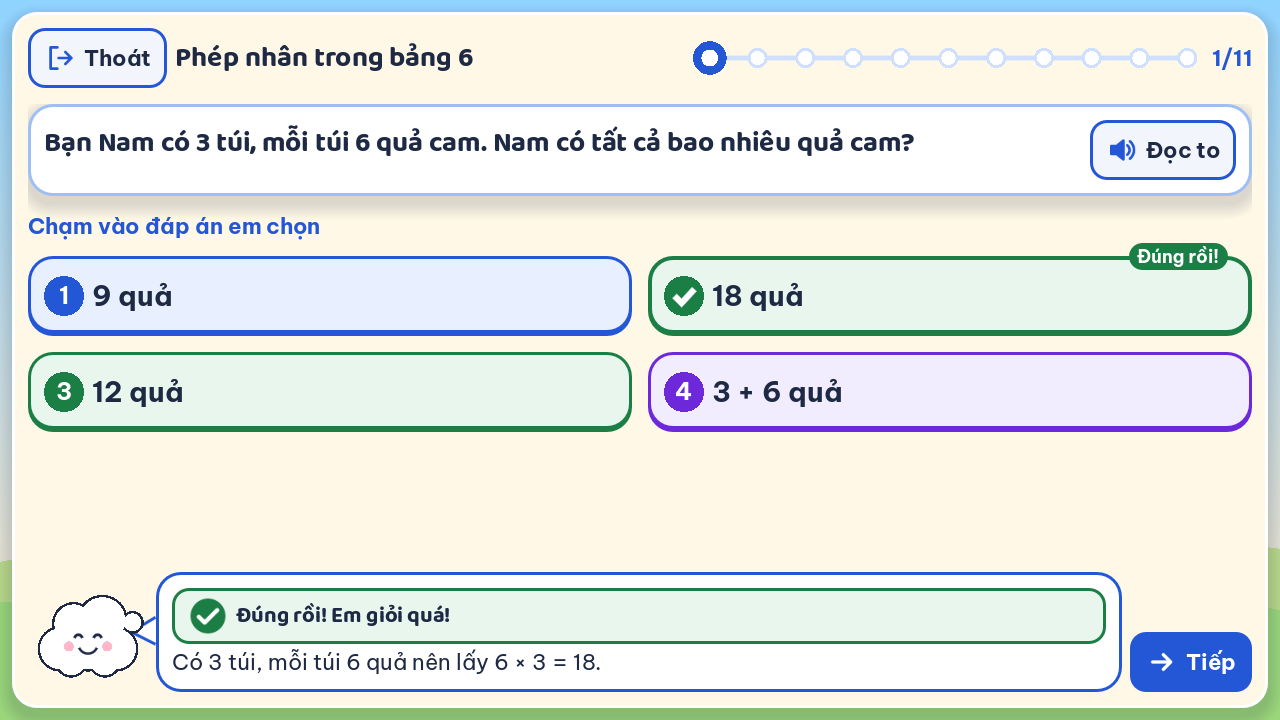 Thoát
Phép nhân trong bảng 6
1/11
Bạn Nam có 3 túi, mỗi túi 6 quả cam. Nam có tất cả bao nhiêu quả cam?
Đọc to
Chạm vào đáp án em chọn
1 9 quả
Đúng rồi!
18 quả
3 12 quả
4 3 + 6 quả
Đúng rồi! Em giỏi quá!
Có 3 túi, mỗi túi 6 quả nên lấy 6 × 3 = 18.
Tiếp